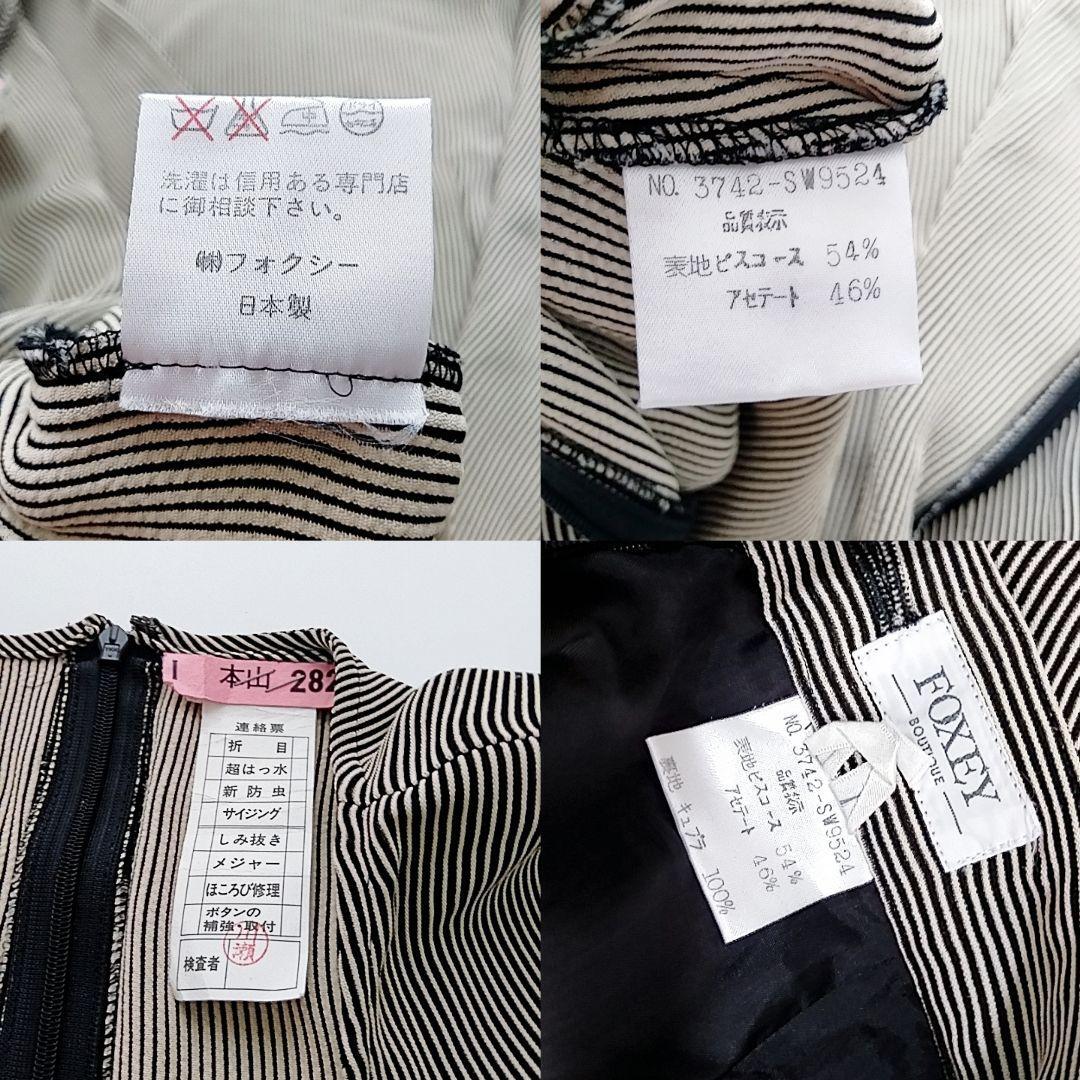 ドライ
洗濯は信用ある専門店
に御相談下さい。
㈱フォクシー
日本製
NO. 3742-SW9524
品質表示
表地ビスコース 54%
アセテート 46%
I 本山 282
連絡票
折目
超はっ水
新防虫
サイジング
しみ抜き
メジャー
ほころび修理
ボタンの
補強・取付
検査者
川瀬
FOXEY
BOUTIQUE
NO. 3742-SW9524
品質表示
表地ビスコース 54%
アセテート 46%
裏地 キュプラ 100%